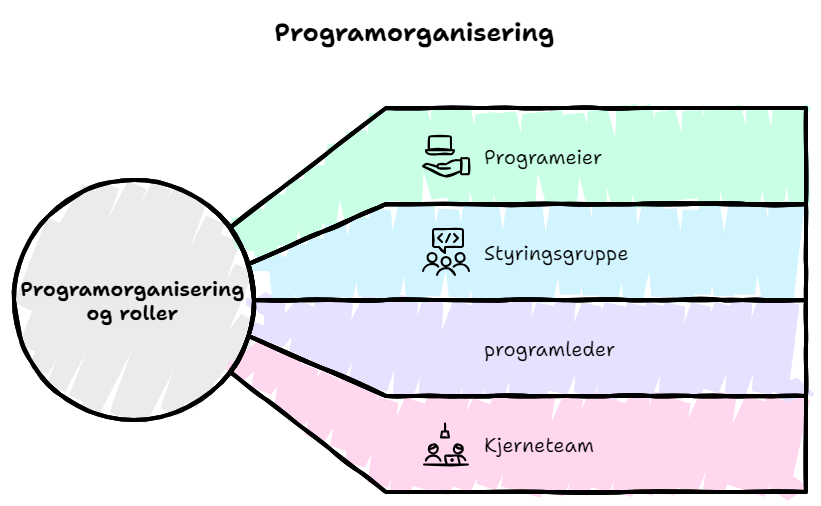 Programorganisering
Programeier
Styringsgruppe
Programorganisering
og roller
programleder
Kjerneteam